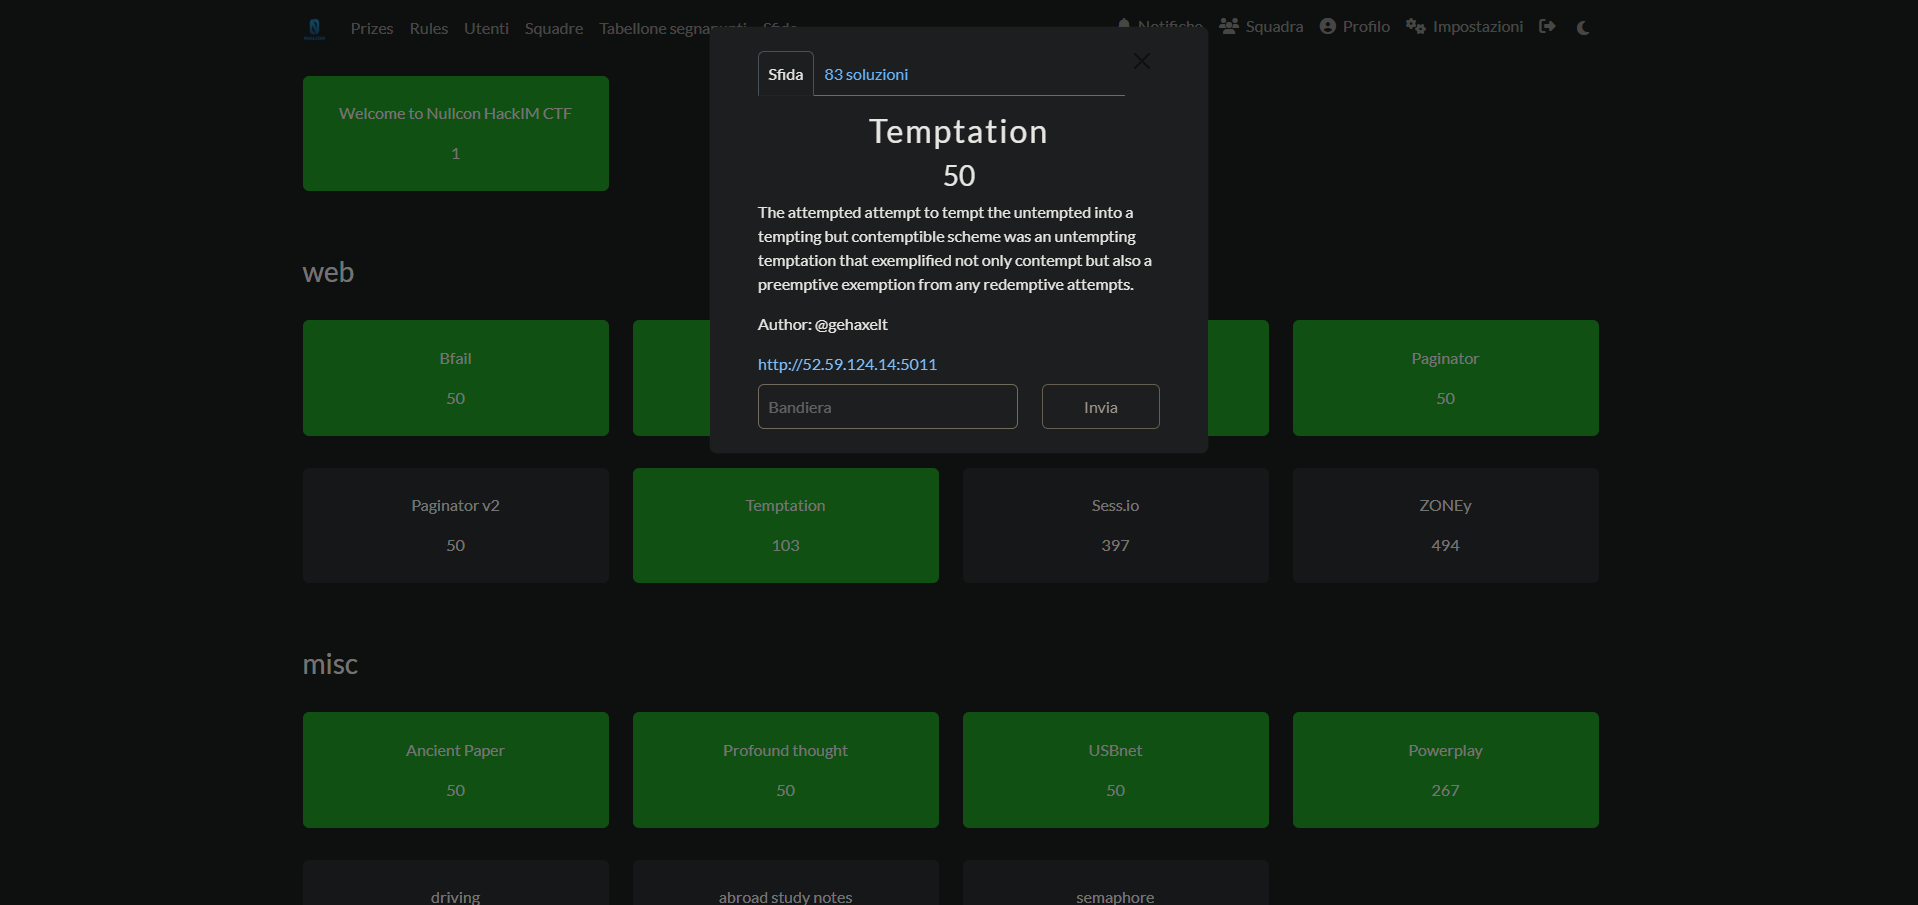 Prizes Rules Utenti Squadre Tabellone segnapunti Sfide Notifiche Squadra Profilo Impostazioni
Sfida 83 soluzioni
Welcome to Nullcon HackIM CTF
1
Temptation
50
The attempted attempt to tempt the untempted into a
tempting but contemptible scheme was an untempting
temptation that exemplified not only contempt but also a
preemptive exemption from any redemptive attempts.
Author: @gehaxelt
http://52.59.124.14:5011
Bandiera Invia
web
Bfail Paginator
50 50
Paginator v2 Temptation Sess.io ZONEy
50 103 397 494
misc
Ancient Paper Profound thought USBnet Powerplay
50 50 50 267
driving abroad study notes semaphore